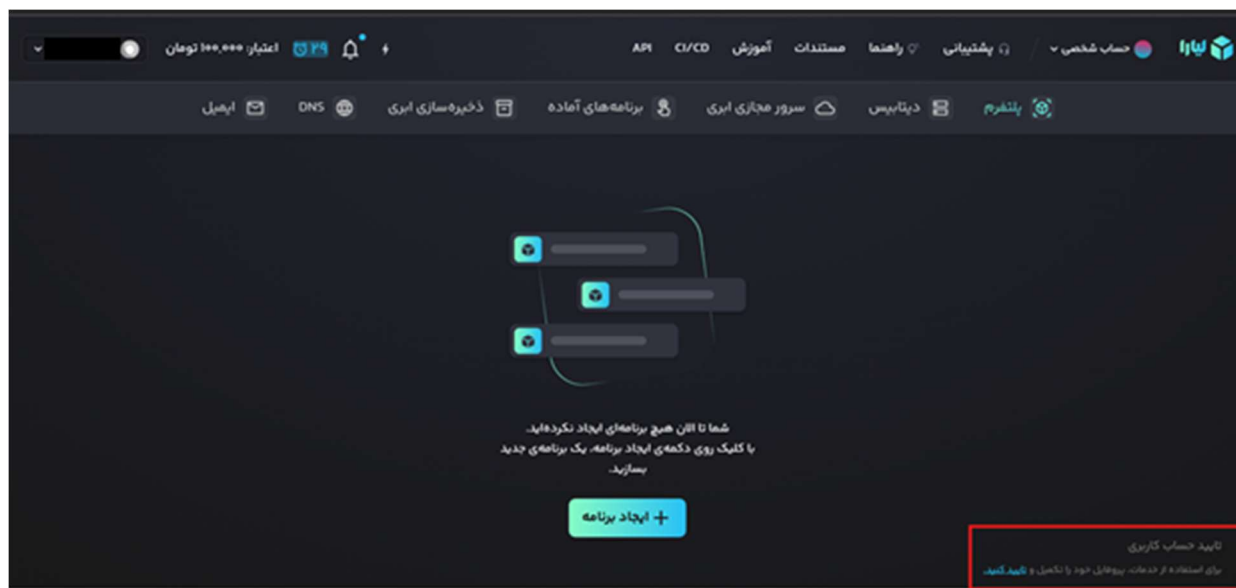 لیارا
حساب شخصی
پشتیبانی
راهنما
مستندات
آموزش
CI/CD
API
۲۹
اعتبار: ۱۰۰,۰۰۰ تومان
پلتفرم
دیتابیس
سرور مجازی ابری
برنامه‌های آماده
ذخیره‌سازی ابری
DNS
ایمیل
شما تا الان هیچ برنامه‌ای ایجاد نکرده‌اید.
با کلیک روی دکمه‌ی ایجاد برنامه، یک برنامه‌ی جدید
بسازید.
+ ایجاد برنامه
تایید حساب کاربری
برای استفاده از خدمات، پروفایل خود را تکمیل و تایید کنید.